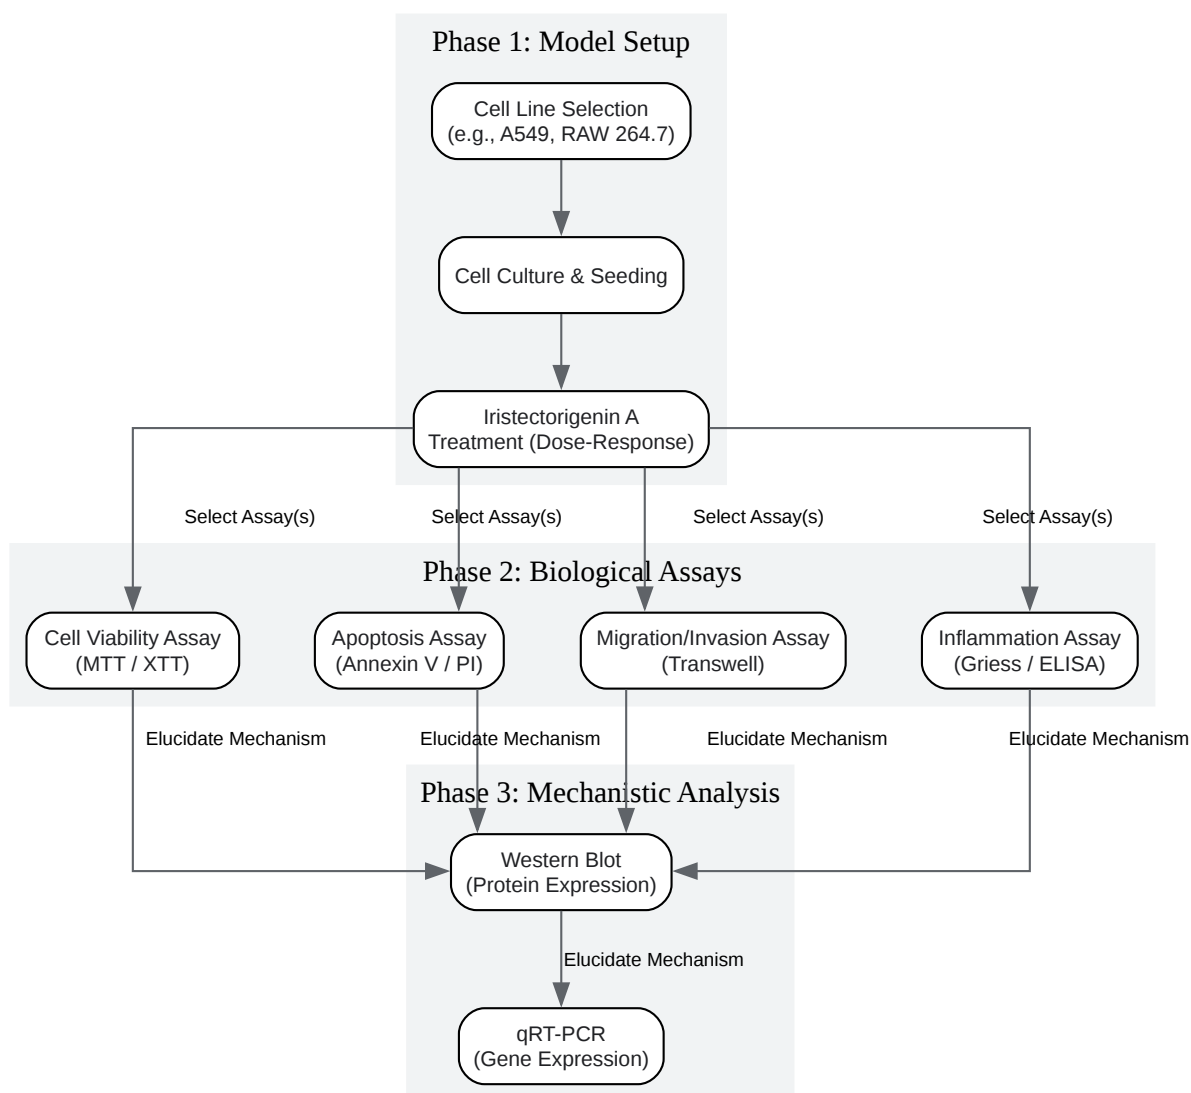 Phase 1: Model Setup
Cell Line Selection
(e.g., A549, RAW 264.7)
Cell Culture & Seeding
Iristectorigenin A
Treatment (Dose-Response)
Select Assay(s)
Select Assay(s)
Select Assay(s)
Select Assay(s)
Phase 2: Biological Assays
Cell Viability Assay
(MTT / XTT)
Apoptosis Assay
(Annexin V / PI)
Migration/Invasion Assay
(Transwell)
Inflammation Assay
(Griess / ELISA)
Elucidate Mechanism
Elucidate Mechanism
Elucidate Mechanism
Elucidate Mechanism
Phase 3: Mechanistic Analysis
Western Blot
(Protein Expression)
Elucidate Mechanism
qRT-PCR
(Gene Expression)